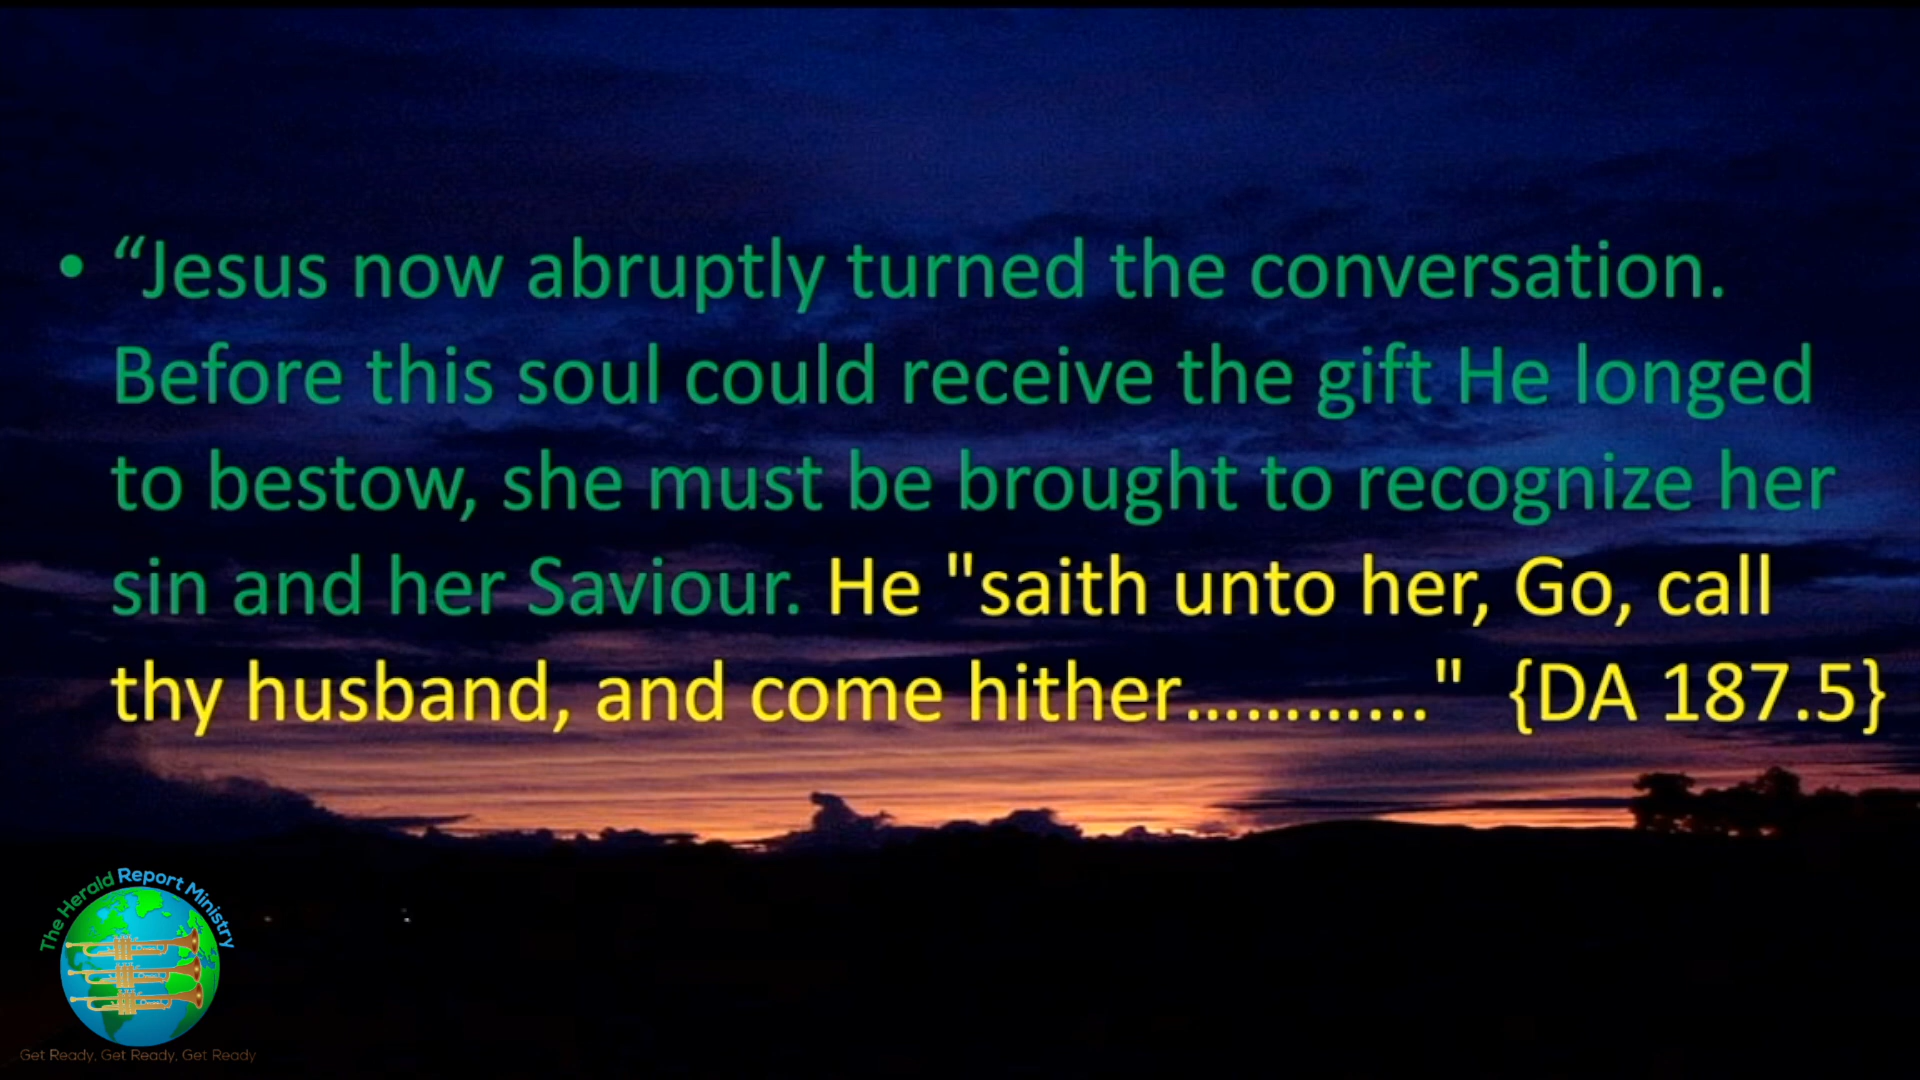 • “Jesus now abruptly turned the conversation.
Before this soul could receive the gift He longed
to bestow, she must be brought to recognize her
sin and her Saviour. He "saith unto her, Go, call
thy husband, and come hither…………." {DA 187.5}
The Herald Report Ministry
Get Ready, Get Ready, Get Ready